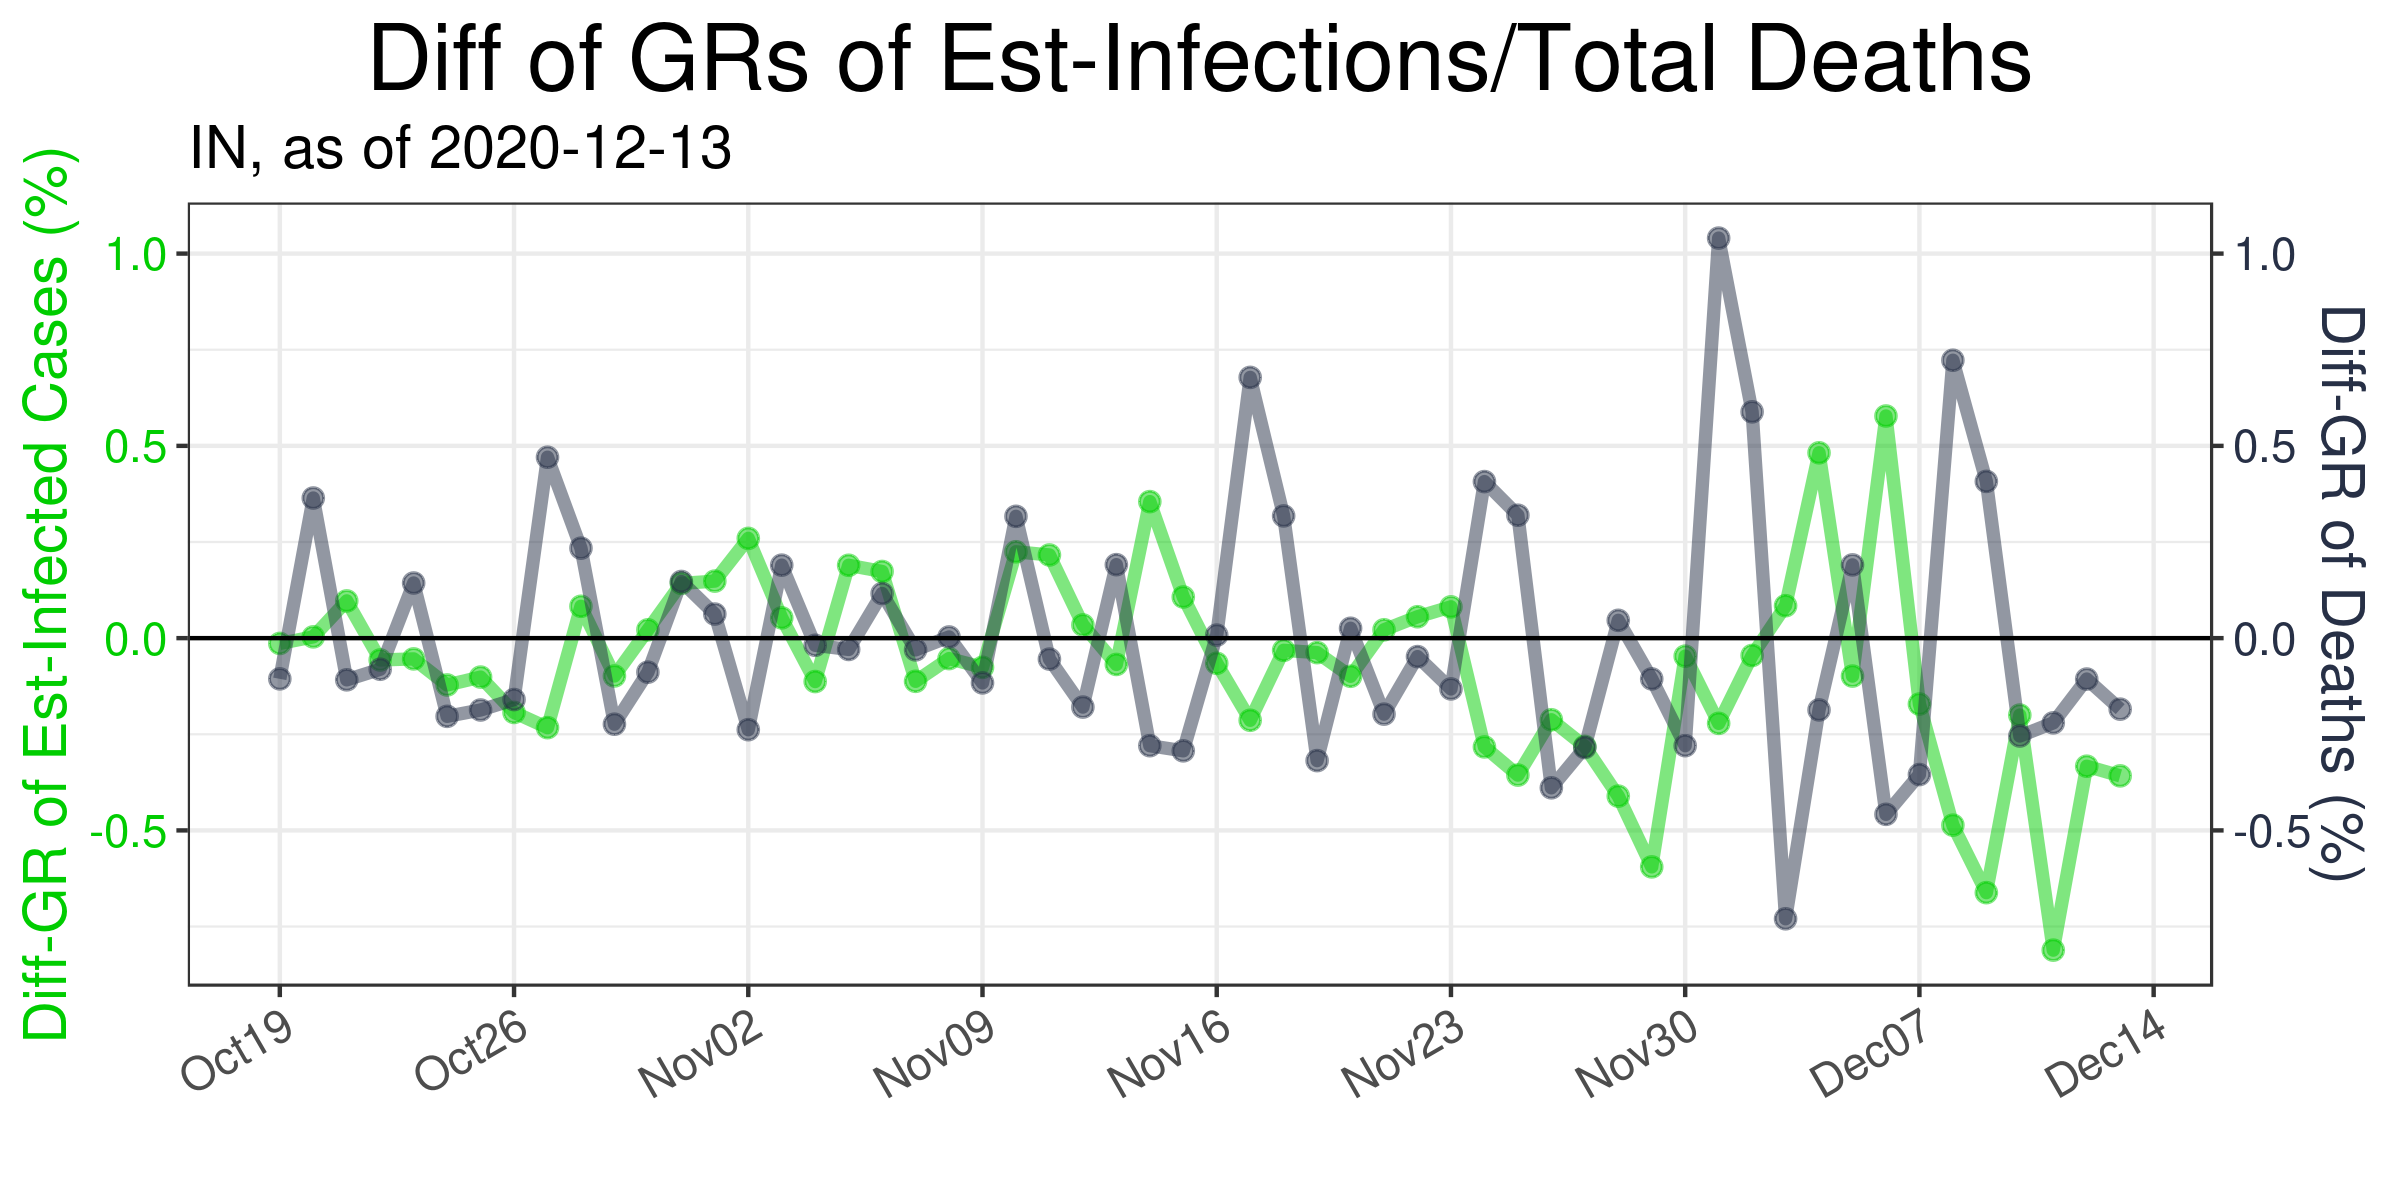 Diff of GRs of Est-Infections/Total Deaths
IN, as of 2020-12-13
Diff-GR of Est-Infected Cases (%)
1.0
0.5
0.0
-0.5
1.0
0.5
0.0
-0.5
Diff-GR of Deaths (%)
Oct19
Oct26
Nov02
Nov09
Nov16
Nov23
Nov30
Dec07
Dec14